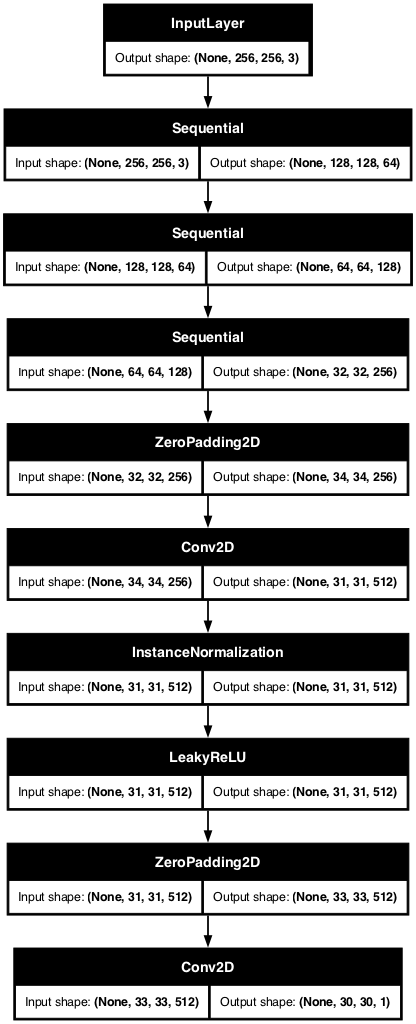 InputLayer
Output shape: (None, 256, 256, 3)
Sequential
Input shape: (None, 256, 256, 3) Output shape: (None, 128, 128, 64)
Sequential
Input shape: (None, 128, 128, 64) Output shape: (None, 64, 64, 128)
Sequential
Input shape: (None, 64, 64, 128) Output shape: (None, 32, 32, 256)
ZeroPadding2D
Input shape: (None, 32, 32, 256) Output shape: (None, 34, 34, 256)
Conv2D
Input shape: (None, 34, 34, 256) Output shape: (None, 31, 31, 512)
InstanceNormalization
Input shape: (None, 31, 31, 512) Output shape: (None, 31, 31, 512)
LeakyReLU
Input shape: (None, 31, 31, 512) Output shape: (None, 31, 31, 512)
ZeroPadding2D
Input shape: (None, 31, 31, 512) Output shape: (None, 33, 33, 512)
Conv2D
Input shape: (None, 33, 33, 512) Output shape: (None, 30, 30, 1)